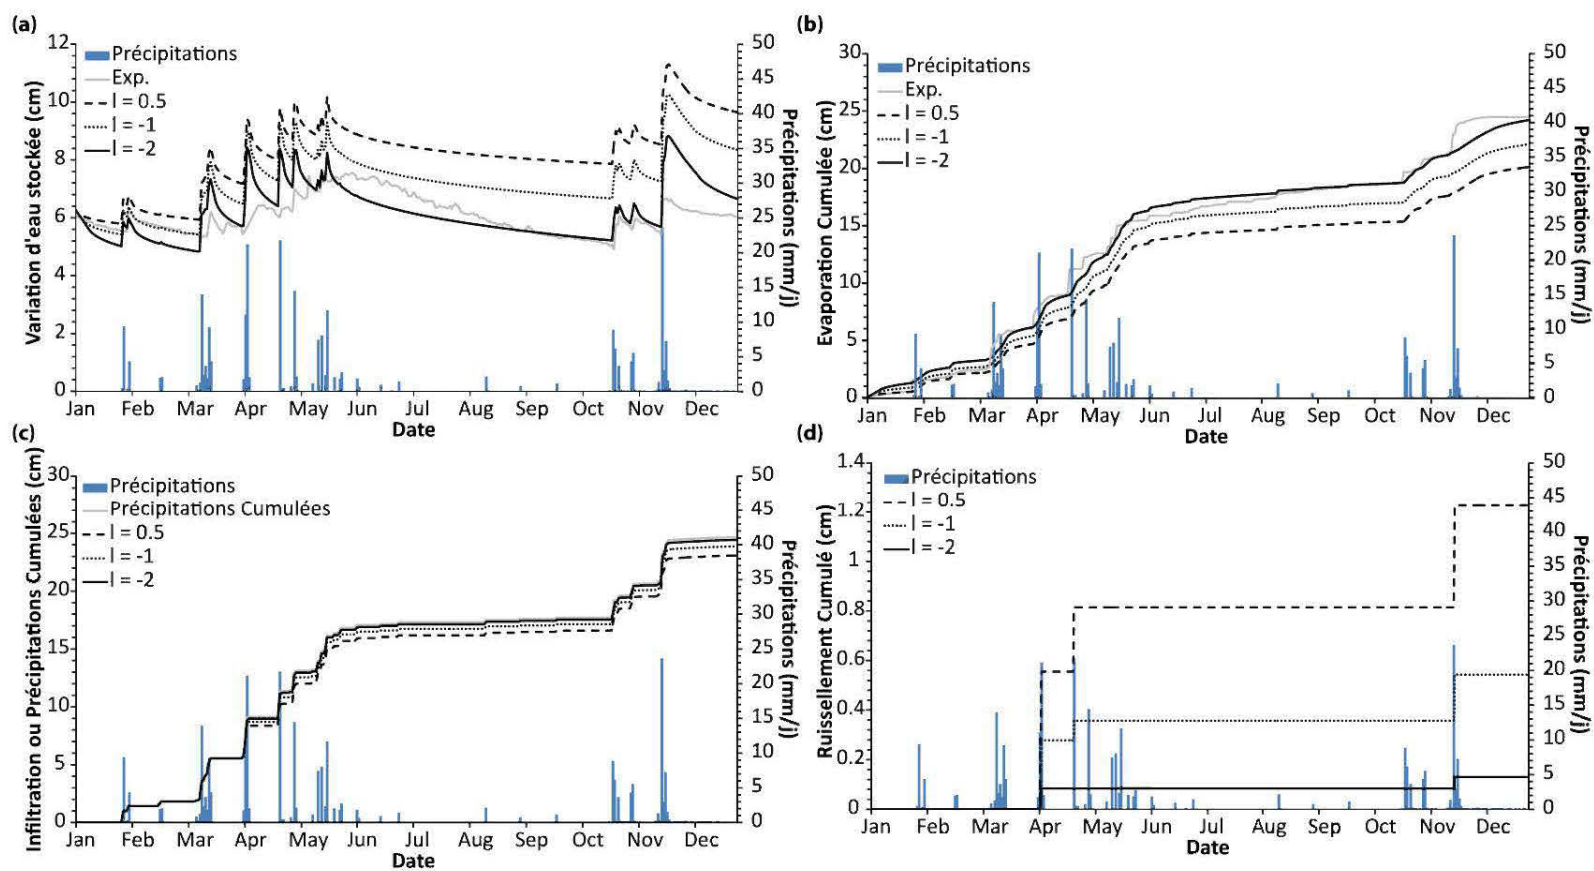 (a)
Variation d'eau stockée (cm)
12
10
8
6
4
2
0
Précipitations
Exp.
l = 0.5
l = -1
l = -2
50
45
40
35
30
25
20
15
10
5
0
Précipitations (mm/j)
Jan Feb Mar Apr May Jun Jul Aug Sep Oct Nov Dec
Date
(b)
Evaporation Cumulée (cm)
30
25
20
15
10
5
0
Précipitations
Exp.
l = 0.5
l = -1
l = -2
50
45
40
35
30
25
20
15
10
5
0
Précipitations (mm/j)
Jan Feb Mar Apr May Jun Jul Aug Sep Oct Nov Dec
Date
(c)
Infiltration ou Précipitations Cumulées (cm)
30
25
20
15
10
5
0
Précipitations
Précipitations Cumulées
l = 0.5
l = -1
l = -2
50
45
40
35
30
25
20
15
10
5
0
Précipitations (mm/j)
Jan Feb Mar Apr May Jun Jul Aug Sep Oct Nov Dec
Date
(d)
Ruissellement Cumulé (cm)
1.4
1.2
1
0.8
0.6
0.4
0.2
0
Précipitations
l = 0.5
l = -1
l = -2
50
45
40
35
30
25
20
15
10
5
0
Précipitations (mm/j)
Jan Feb Mar Apr May Jun Jul Aug Sep Oct Nov Dec
Date